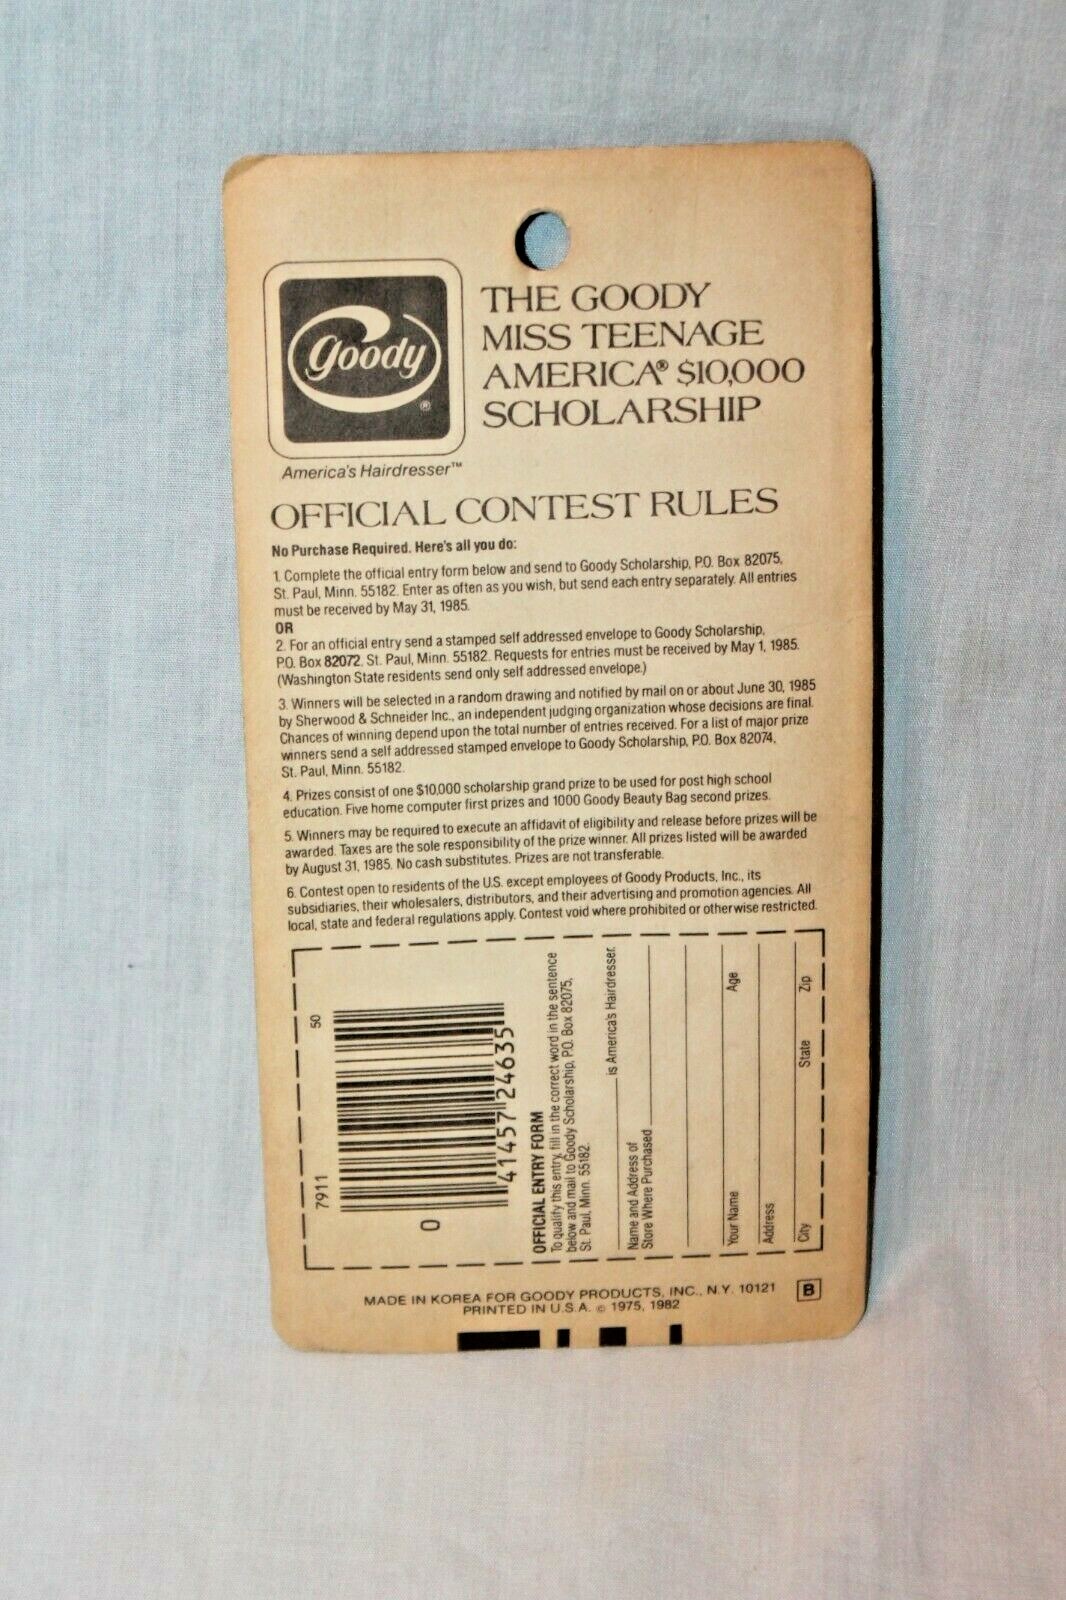 goody®
America's Hairdresser™
THE GOODY
MISS TEENAGE
AMERICA® $10,000
SCHOLARSHIP
OFFICIAL CONTEST RULES
No Purchase Required. Here's all you do:
1. Complete the official entry form below and send to Goody Scholarship, P.O. Box 82075,
St. Paul, Minn. 55182. Enter as often as you wish, but send each entry separately. All entries
must be received by May 31, 1985.
OR
2. For an official entry send a stamped self addressed envelope to Goody Scholarship,
P.O. Box 82072, St. Paul, Minn. 55182. Requests for entries must be received by May 1, 1985.
(Washington State residents send only self addressed envelope.)
3. Winners will be selected in a random drawing and notified by mail on or about June 30, 1985
by Sherwood & Schneider Inc., an independent judging organization whose decisions are final.
Chances of winning depend upon the total number of entries received. For a list of major prize
winners send a self addressed stamped envelope to Goody Scholarship, P.O. Box 82074,
St. Paul, Minn. 55182.
4. Prizes consist of one $10,000 scholarship grand prize to be used for post high school
education. Five home computer first prizes and 1000 Goody Beauty Bag second prizes.
5. Winners may be required to execute an affidavit of eligibility and release before prizes will be
awarded. Taxes are the sole responsibility of the prize winner. All prizes listed will be awarded
by August 31, 1985. No cash substitutes. Prizes are not transferable.
6. Contest open to residents of the U.S. except employees of Goody Products, Inc., its
subsidiaries, their wholesalers, distributors, and their advertising and promotion agencies. All
local, state and federal regulations apply. Contest void where prohibited or otherwise restricted.
7911 50
0 41457 24635
OFFICIAL ENTRY FORM
To qualify this entry, fill in the correct word in the sentence
below and mail to Goody Scholarship, P.O. Box 82075,
St. Paul, Minn. 55182.
is America's Hairdresser.
Name and Address of
Store Where Purchased
Your Name Age
Address
City State Zip
MADE IN KOREA FOR GOODY PRODUCTS, INC., N.Y. 10121 B
PRINTED IN U.S.A. © 1975, 1982